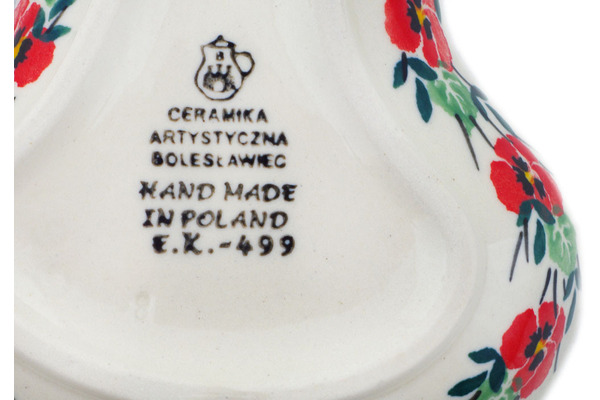 B
CERAMIKA
ARTYSTYCZNA
BOLESŁAWIEC
HAND MADE
IN POLAND
E.K.-499